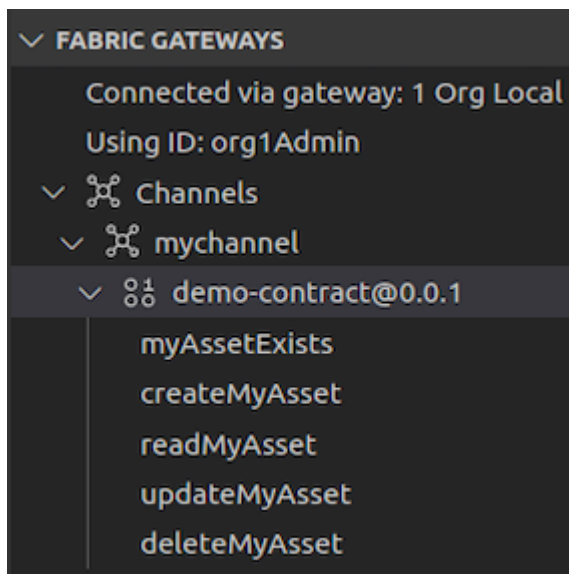 FABRIC GATEWAYS
Connected via gateway: 1 Org Local
Using ID: org1Admin
Channels
mychannel
demo-contract@0.0.1
myAssetExists
createMyAsset
readMyAsset
updateMyAsset
deleteMyAsset